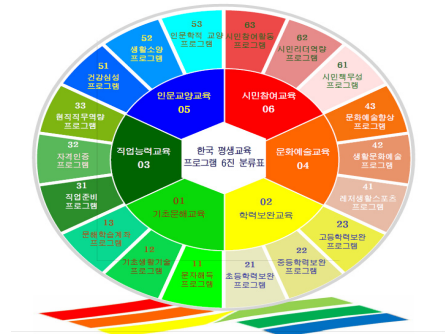 53
인문학적 교양
프로그램
63
시민참여활동
프로그램
52
생활소양
프로그램
62
시민리더역량
프로그램
51
건강심성
프로그램
61
시민책무성
프로그램
인문교양교육
05
시민참여교육
06
33
현직직무역량
프로그램
43
문화예술향상
프로그램
32
자격인증
프로그램
직업능력교육
03
한국 평생교육
프로그램 6진 분류표
문화예술교육
04
42
생활문화예술
프로그램
31
직업준비
프로그램
41
레저생활스포츠
프로그램
01
기초문해교육
02
학력보완교육
13
문해학습계좌
프로그램
23
고등학력보완
프로그램
12
기초생활기술
프로그램
22
중등학력보완
프로그램
11
문자해득
프로그램
21
초등학력보완
프로그램